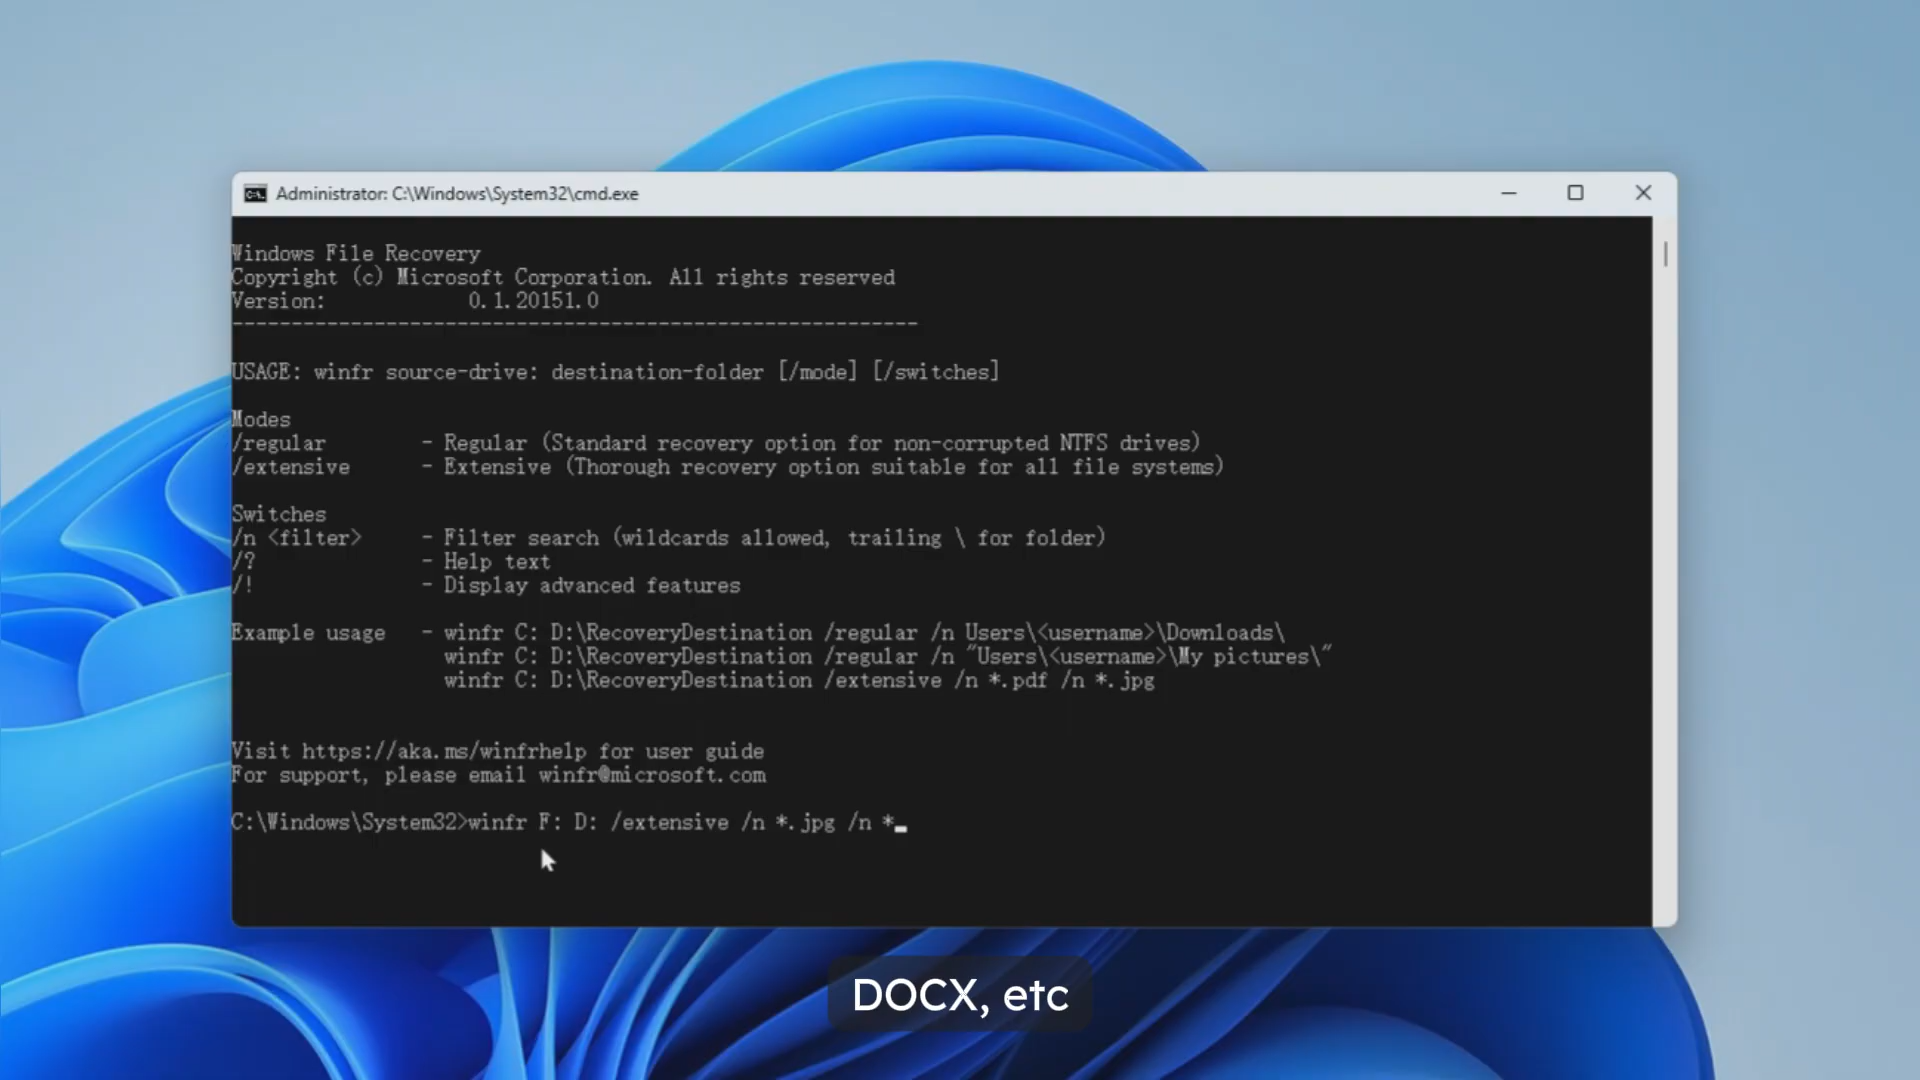 Administrator: C:\Windows\System32\cmd.exe
Windows File Recovery
Copyright (c) Microsoft Corporation. All rights reserved
Version: 0.1.20151.0
----------------------------------------------------------
USAGE: winfr source-drive: destination-folder [/mode] [/switches]
Modes
/regular - Regular (Standard recovery option for non-corrupted NTFS drives)
/extensive - Extensive (Thorough recovery option suitable for all file systems)
Switches
/n <filter> - Filter search (wildcards allowed, trailing \ for folder)
/? - Help text
/! - Display advanced features
Example usage - winfr C: D:\RecoveryDestination /regular /n Users\<username>\Downloads\
winfr C: D:\RecoveryDestination /regular /n "Users\<username>\My pictures\"
winfr C: D:\RecoveryDestination /extensive /n *.pdf /n *.jpg
Visit https://aka.ms/winfrhelp for user guide
For support, please email winfr@microsoft.com
C:\Windows\System32>winfr F: D: /extensive /n *.jpg /n *
DOCX, etc